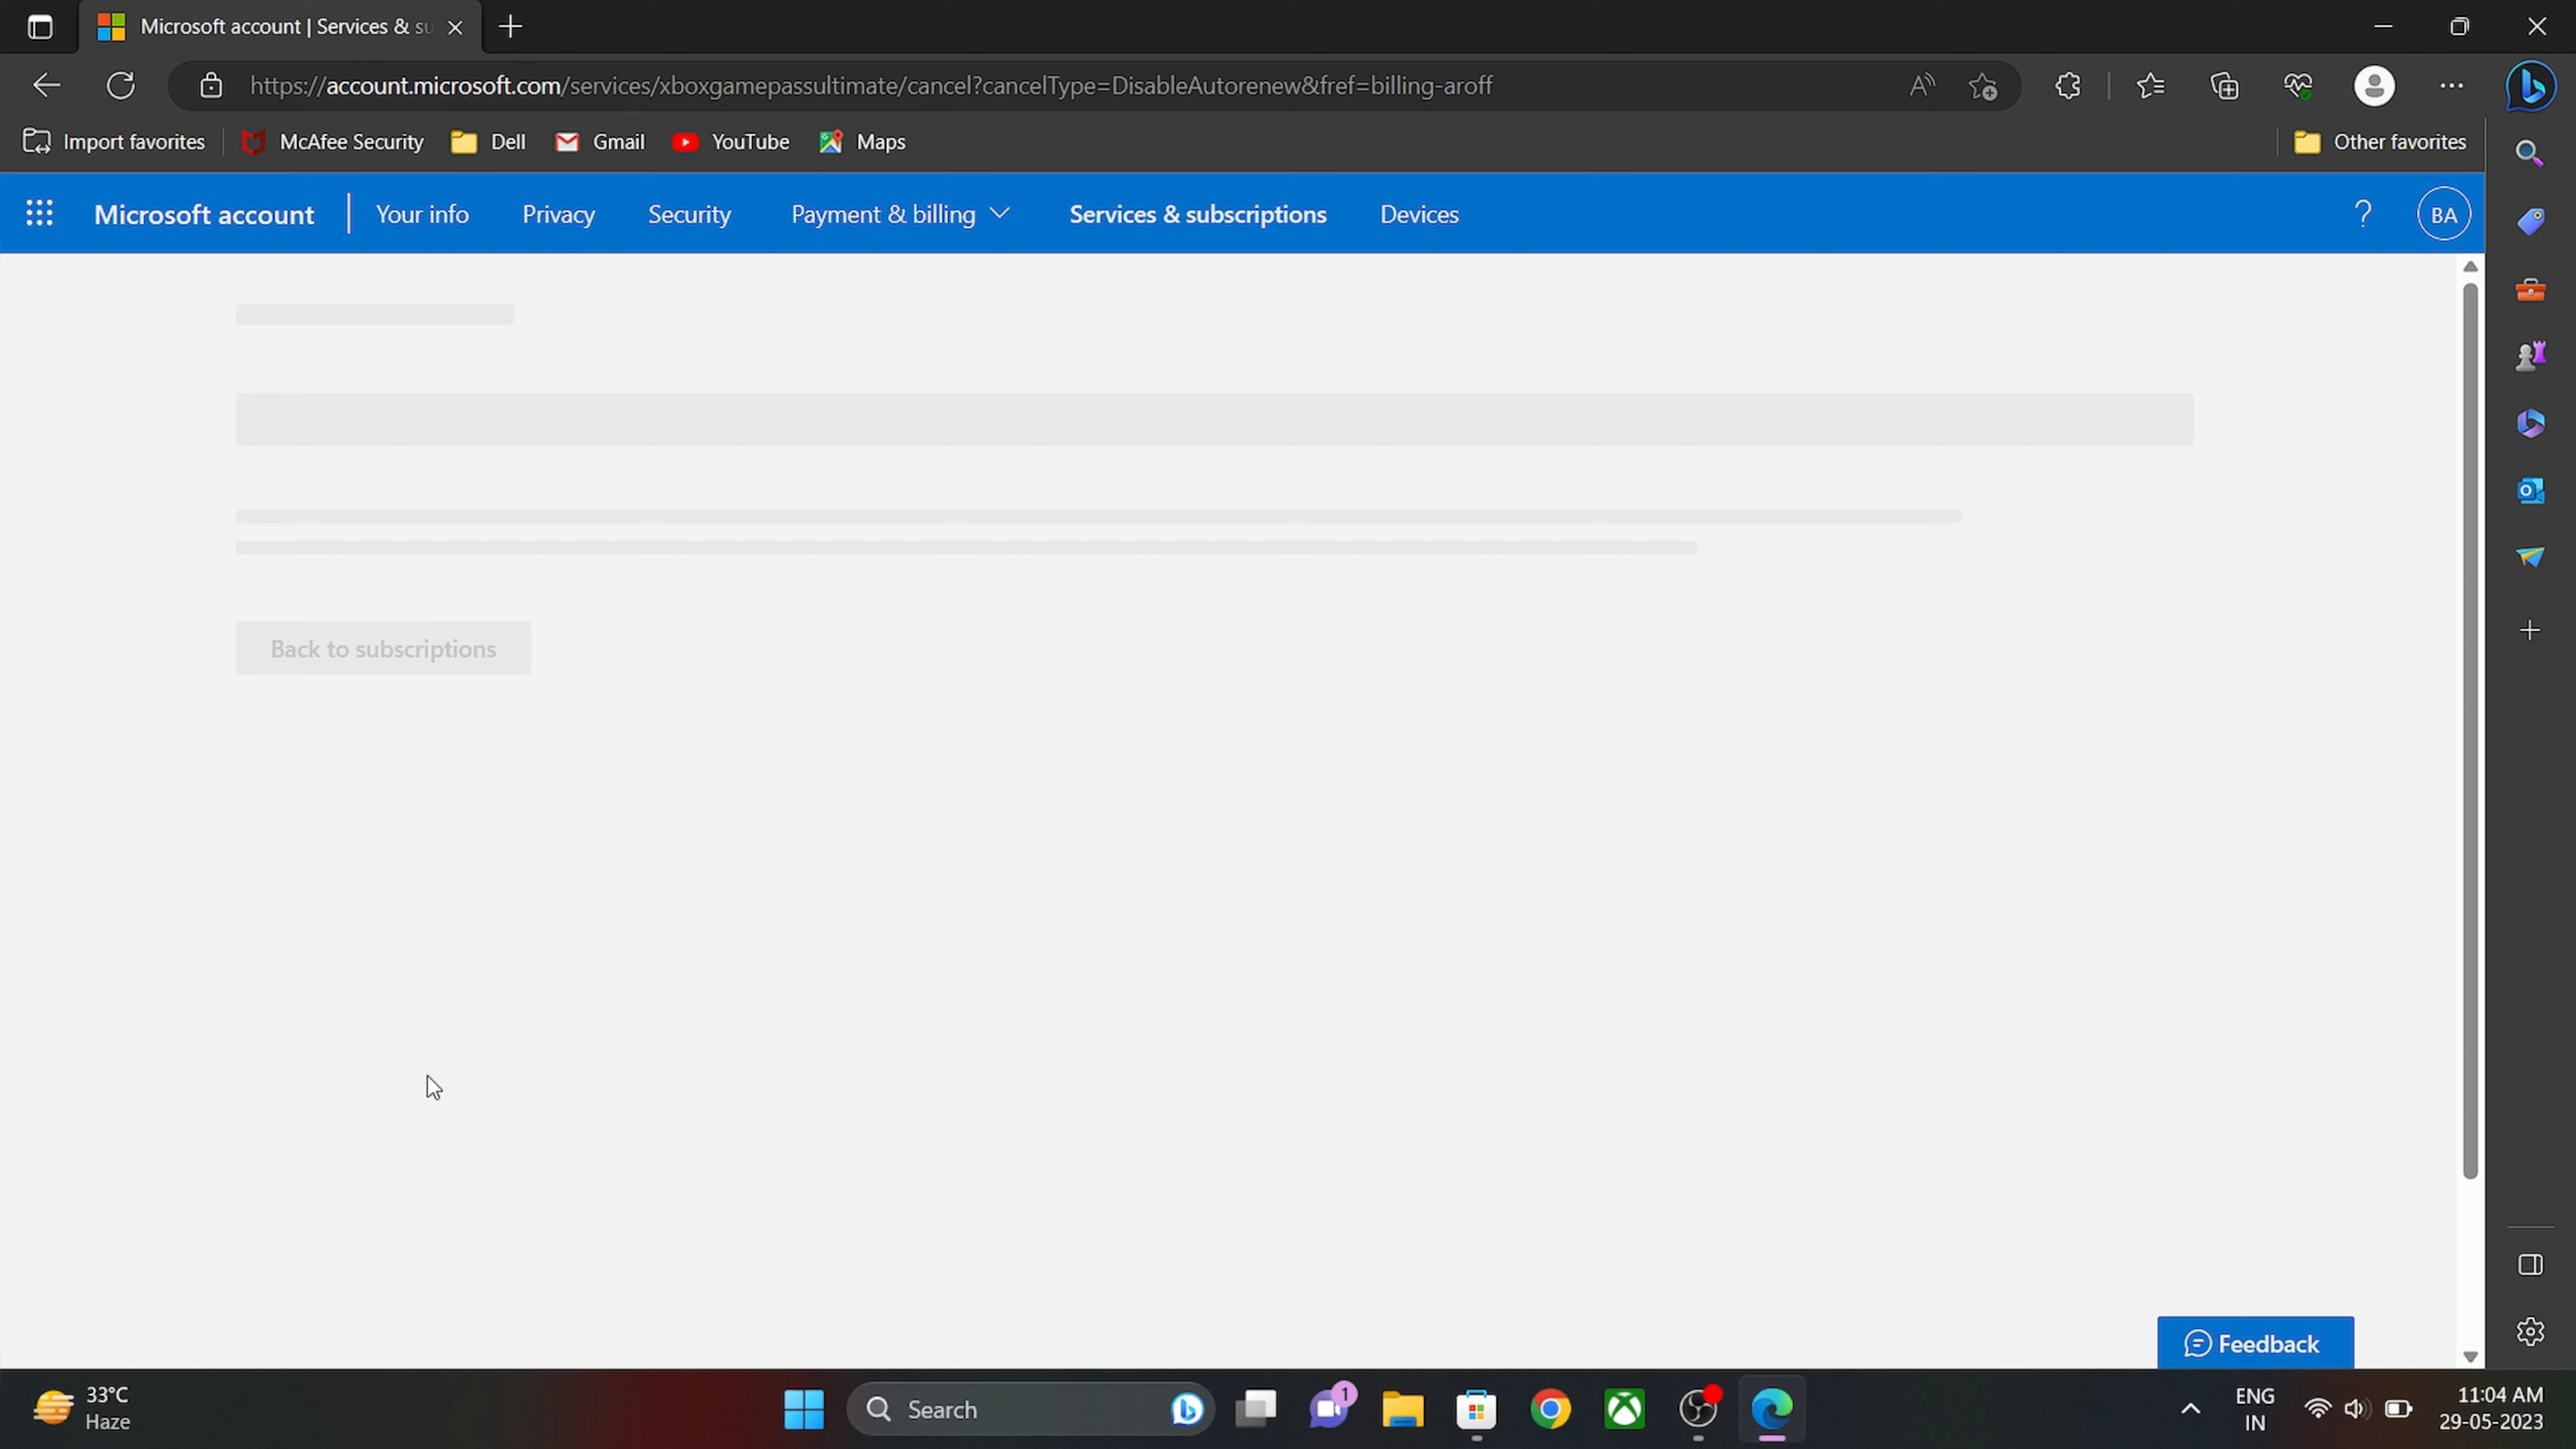 Microsoft account | Services & su
https://account.microsoft.com/services/xboxgamepassultimate/cancel?cancelType=DisableAutorenew&fref=billing-aroff
Import favorites McAfee Security Dell Gmail YouTube Maps Other favorites
Microsoft account Your info Privacy Security Payment & billing Services & subscriptions Devices ? BA
Back to subscriptions
Feedback
33°C
Haze
Search
1
ENG
IN
11:04 AM
29-05-2023